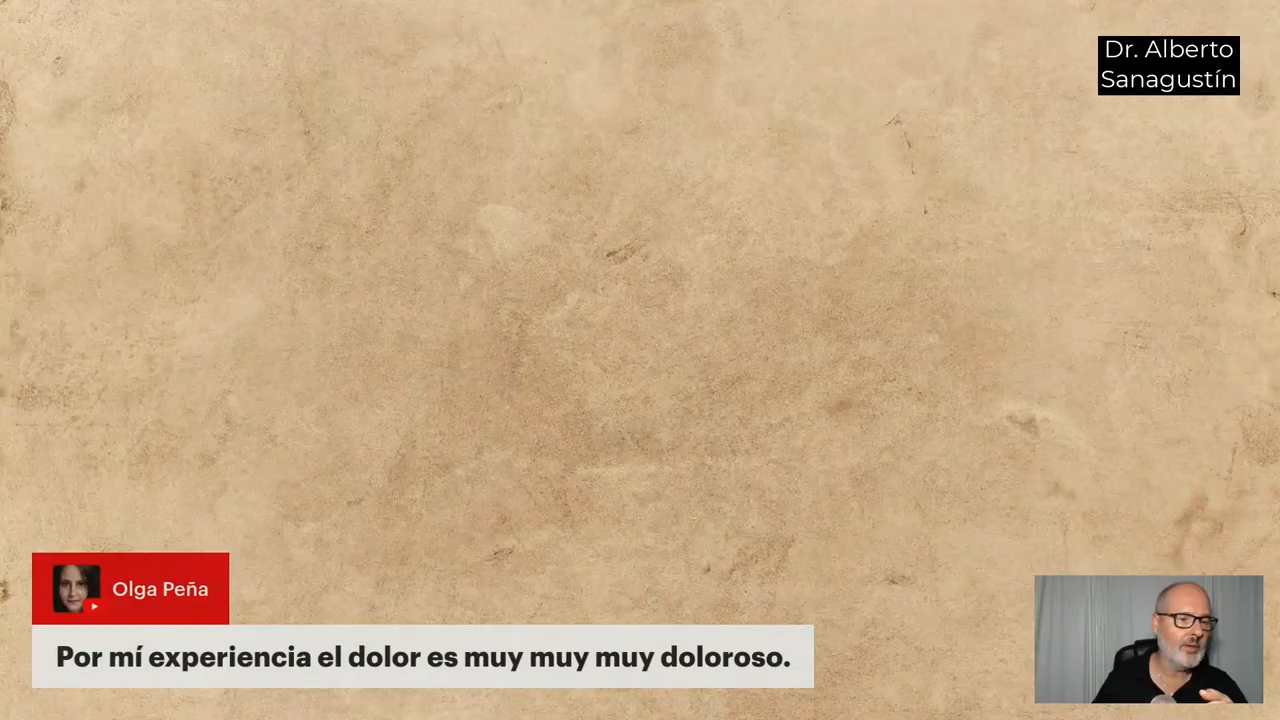 Dr. Alberto
Sanagustín
Olga Peña
Por mí experiencia el dolor es muy muy muy doloroso.